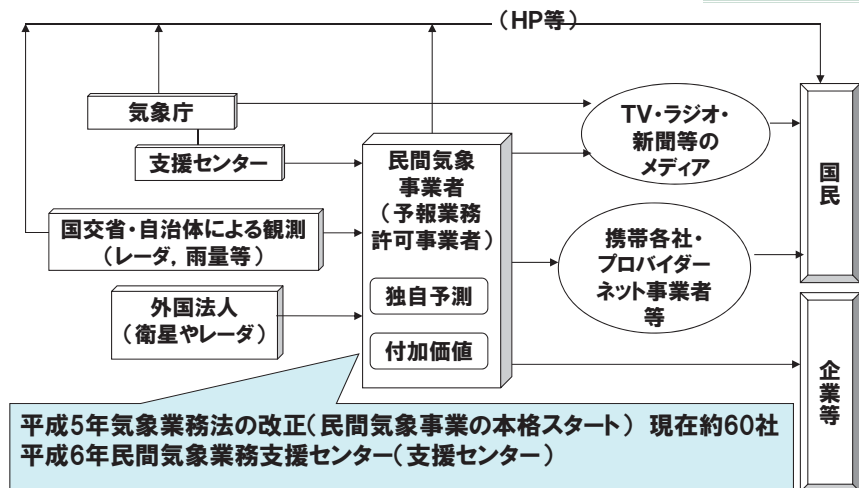 （HP等）
気象庁
支援センター
国交省・自治体による観測
（レーダ，雨量等）
外国法人
（衛星やレーダ）
民間気象
事業者
（予報業務
許可事業者）
独自予測
付加価値
TV・ラジオ・
新聞等の
メディア
携帯各社・
プロバイダー
ネット事業者
等
国民
企業等
平成5年気象業務法の改正（民間気象事業の本格スタート） 現在約60社
平成6年民間気象業務支援センター（支援センター）